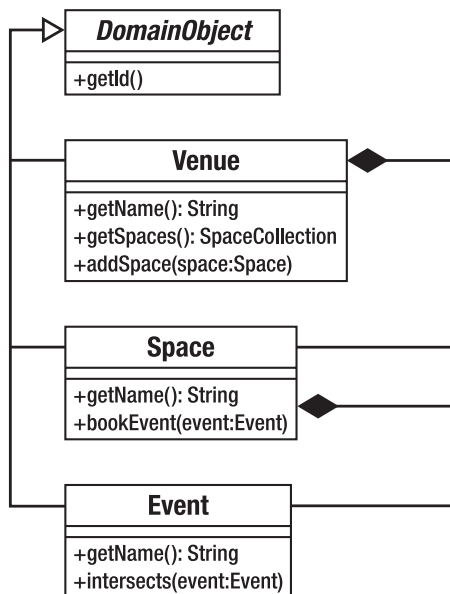 DomainObject
+getId()
Venue
+getName(): String
+getSpaces(): SpaceCollection
+addSpace(space:Space)
Space
+getName(): String
+bookEvent(event:Event)
Event
+getName(): String
+intersects(event:Event)